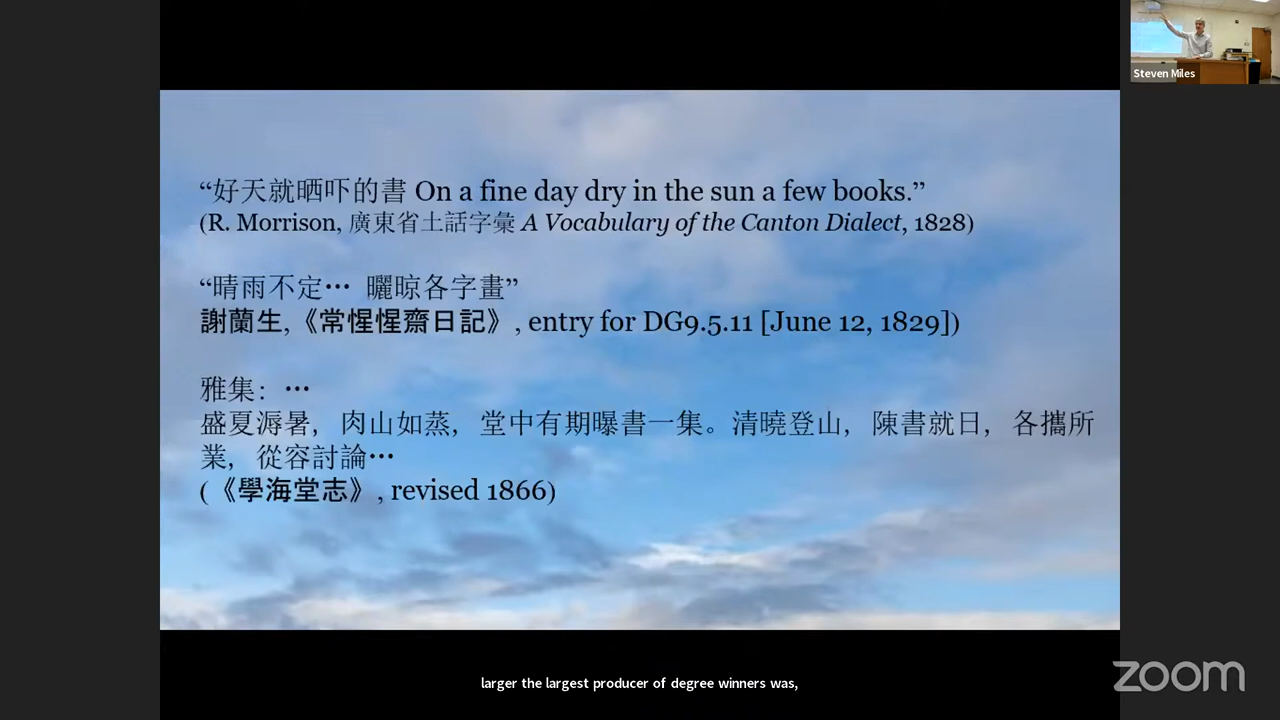 Steven Miles
“好天就晒吓的書 On a fine day dry in the sun a few books.”
(R. Morrison, 廣東省土話字彙 A Vocabulary of the Canton Dialect, 1828)
“晴雨不定… 曬晾各字畫”
謝蘭生,《常惺惺齋日記》, entry for DG9.5.11 [June 12, 1829])
雅集：…
盛夏溽暑，肉山如蒸，堂中有期曝書一集。清曉登山，陳書就日，各攜所
業，從容討論…
(《學海堂志》, revised 1866)
larger the largest producer of degree winners was,
zoom